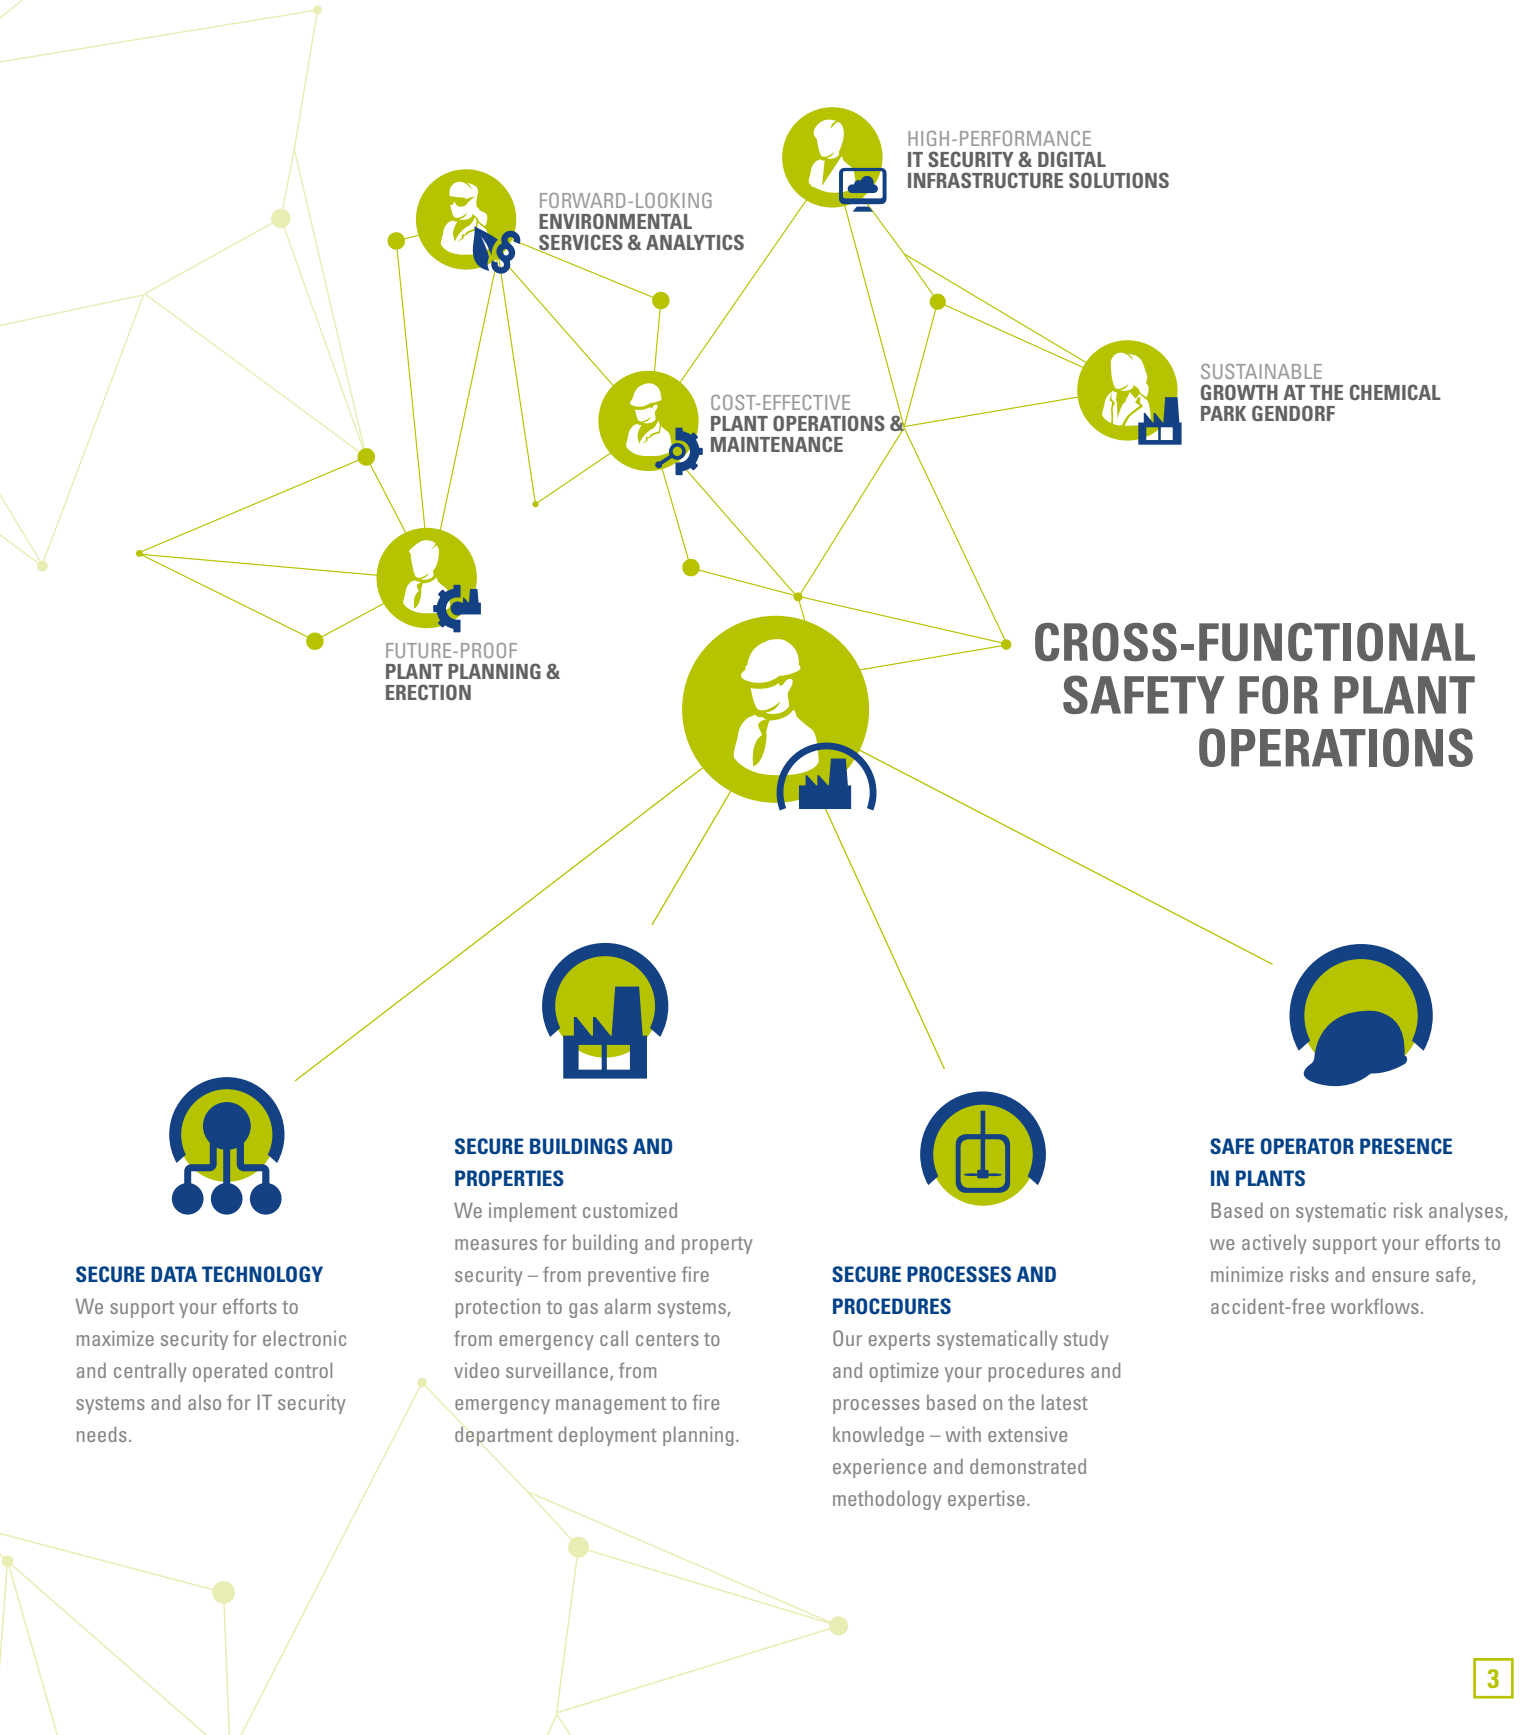 HIGH-PERFORMANCE
IT SECURITY & DIGITAL
INFRASTRUCTURE SOLUTIONS
FORWARD-LOOKING
ENVIRONMENTAL
SERVICES & ANALYTICS
SUSTAINABLE
GROWTH AT THE CHEMICAL
PARK GENDORF
COST-EFFECTIVE
PLANT OPERATIONS &
MAINTENANCE
FUTURE-PROOF
PLANT PLANNING &
ERECTION
CROSS-FUNCTIONAL
SAFETY FOR PLANT
OPERATIONS
SECURE DATA TECHNOLOGY
We support your efforts to
maximize security for electronic
and centrally operated control
systems and also for IT security
needs.
SECURE BUILDINGS AND
PROPERTIES
We implement customized
measures for building and property
security – from preventive fire
protection to gas alarm systems,
from emergency call centers to
video surveillance, from
emergency management to fire
department deployment planning.
SECURE PROCESSES AND
PROCEDURES
Our experts systematically study
and optimize your procedures and
processes based on the latest
knowledge – with extensive
experience and demonstrated
methodology expertise.
SAFE OPERATOR PRESENCE
IN PLANTS
Based on systematic risk analyses,
we actively support your efforts to
minimize risks and ensure safe,
accident-free workflows.
3